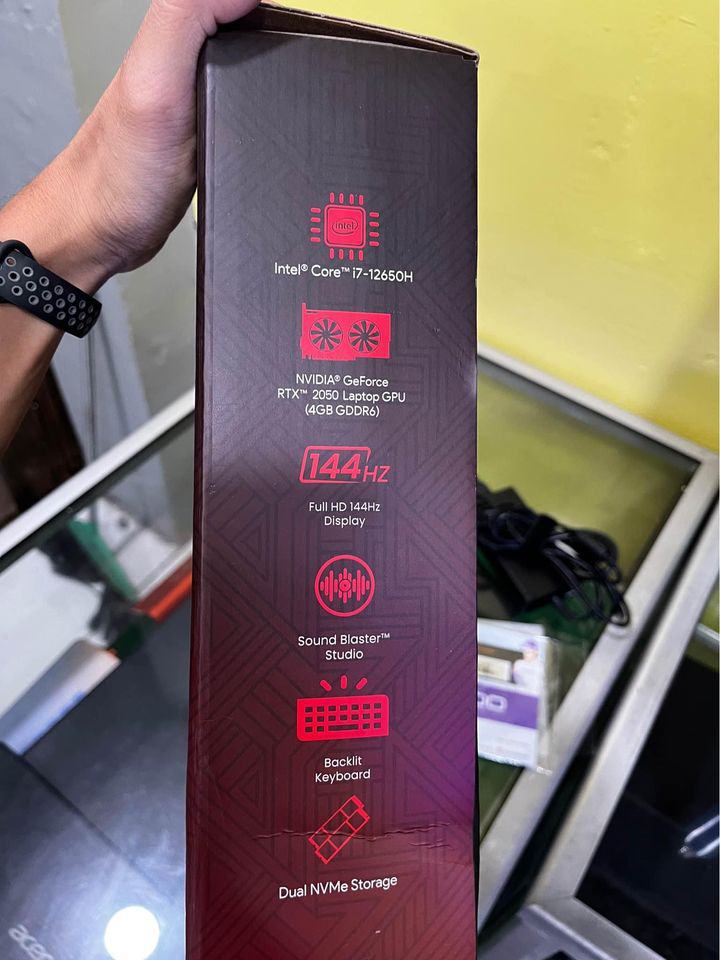 intel
Intel® Core™ i7-12650H
NVIDIA® GeForce
RTX™ 2050 Laptop GPU
(4GB GDDR6)
144HZ
Full HD 144Hz
Display
Sound Blaster™
Studio
Backlit
Keyboard
Dual NVMe Storage
acer